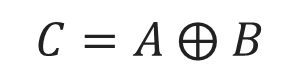 C = A ⊕ B